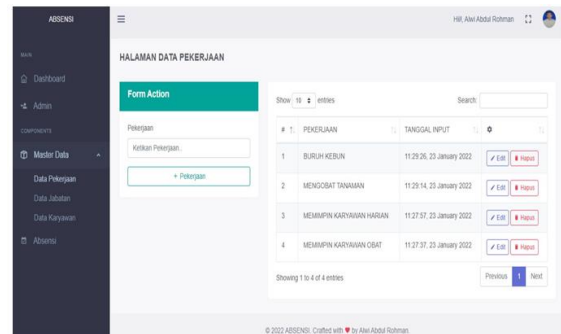 ABSENSI
Hi!!, Alwi Abdul Rohman
MAIN
Dashboard
Admin
COMPONENTS
Master Data
Data Pekerjaan
Data Jabatan
Data Karyawan
Absensi
HALAMAN DATA PEKERJAAN
Form Action
Pekerjaan
Ketikan Pekerjaan..
+ Pekerjaan
Show 10 entries
Search:
# PEKERJAAN TANGGAL INPUT
1 BURUH KEBUN 11:29:26, 23 January 2022 Edit Hapus
2 MENGOBAT TANAMAN 11:29:14, 23 January 2022 Edit Hapus
3 MEMIMPIN KARYAWAN HARIAN 11:27:57, 23 January 2022 Edit Hapus
4 MEMIMPIN KARYAWAN OBAT 11:27:37, 23 January 2022 Edit Hapus
Showing 1 to 4 of 4 entries
Previous 1 Next
© 2022 ABSENSI. Crafted with ♥ by Alwi Abdul Rohman.